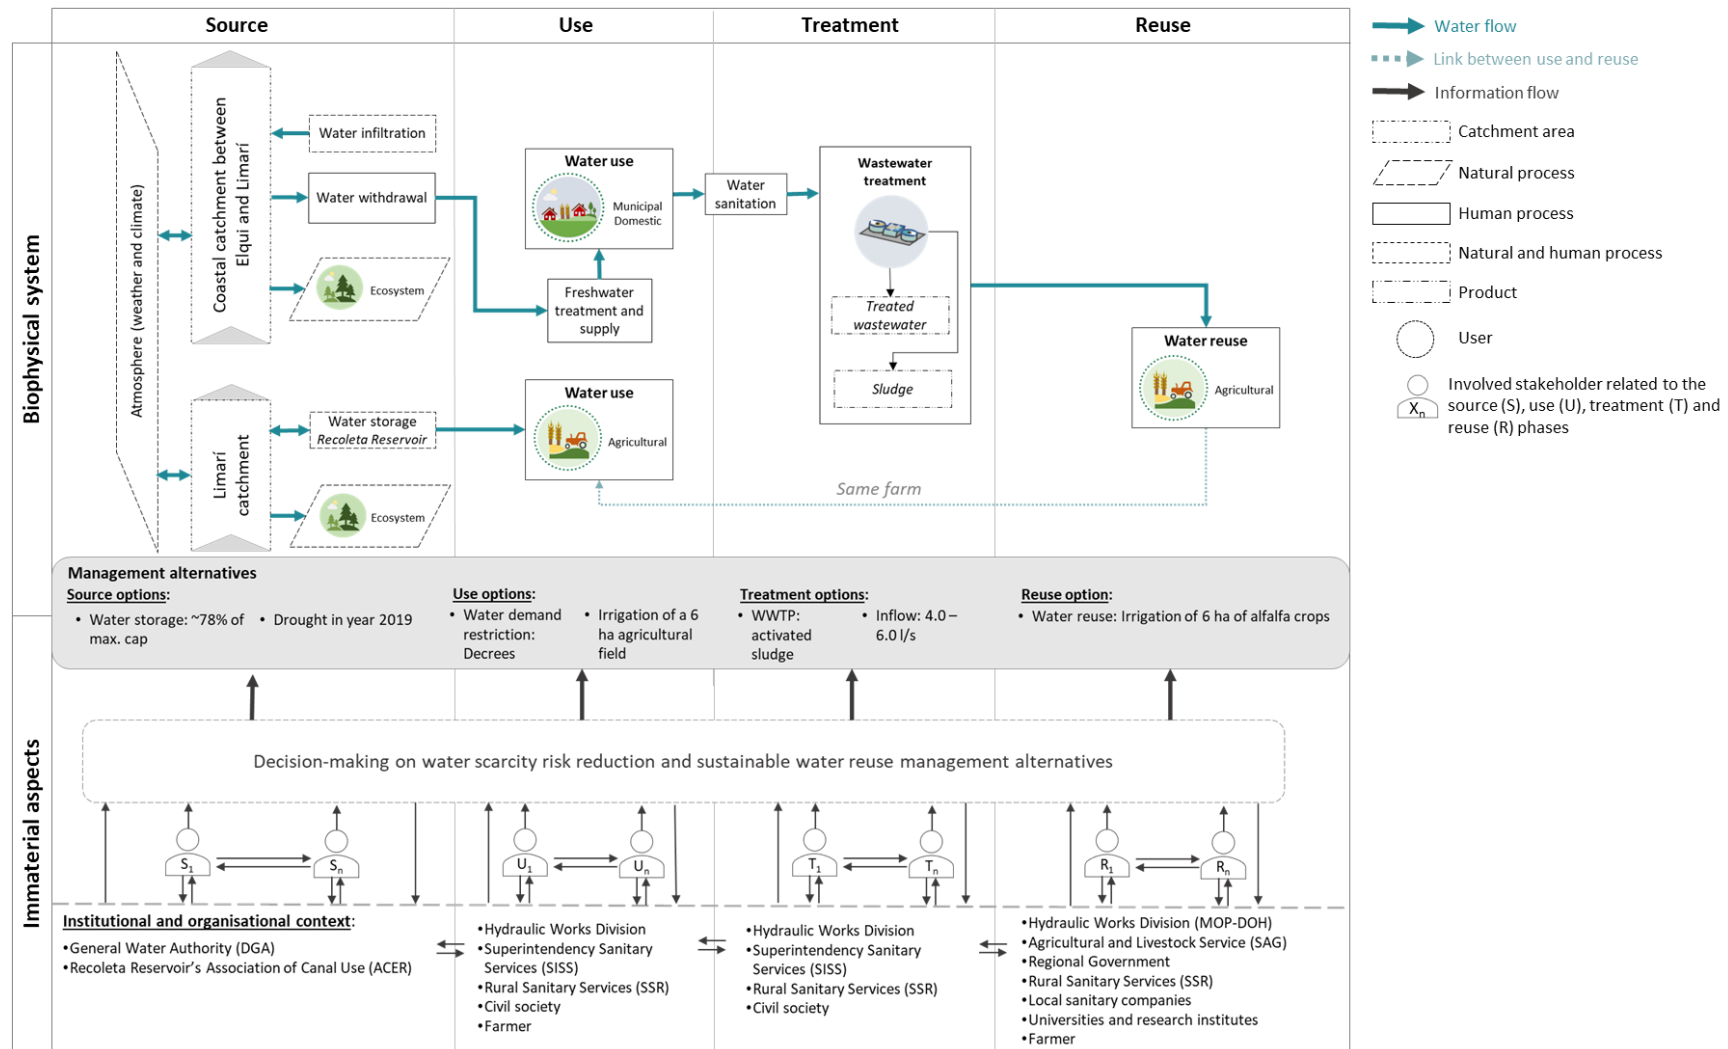 Source
Use
Treatment
Reuse
Biophysical system
Atmosphere (weather and climate)
Coastal catchment between
Elqui and Limarí
Water infiltration
Water withdrawal
Ecosystem
Limarí
catchment
Water storage
Recoleta Reservoir
Ecosystem
Water use
Municipal
Domestic
Freshwater
treatment and
supply
Water use
Agricultural
Water
sanitation
Wastewater
treatment
Treated
wastewater
Sludge
Water reuse
Agricultural
Same farm
Water flow
Link between use and reuse
Information flow
Catchment area
Natural process
Human process
Natural and human process
Product
User
Xn
Involved stakeholder related to the
source (S), use (U), treatment (T) and
reuse (R) phases
Management alternatives
Source options:
• Water storage: ~78% of
max. cap
• Drought in year 2019
Use options:
• Water demand
restriction:
Decrees
• Irrigation of a 6
ha agricultural
field
Treatment options:
• WWTP:
activated
sludge
• Inflow: 4.0 –
6.0 l/s
Reuse option:
• Water reuse: Irrigation of 6 ha of alfalfa crops
Immaterial aspects
Decision-making on water scarcity risk reduction and sustainable water reuse management alternatives
S1
Sn
U1
Un
T1
Tn
R1
Rn
Institutional and organisational context:
•General Water Authority (DGA)
•Recoleta Reservoir's Association of Canal Use (ACER)
•Hydraulic Works Division
•Superintendency Sanitary
Services (SISS)
•Rural Sanitary Services (SSR)
•Civil society
•Farmer
•Hydraulic Works Division
•Superintendency Sanitary
Services (SISS)
•Rural Sanitary Services (SSR)
•Civil society
•Hydraulic Works Division (MOP-DOH)
•Agricultural and Livestock Service (SAG)
•Regional Government
•Rural Sanitary Services (SSR)
•Local sanitary companies
•Universities and research institutes
•Farmer